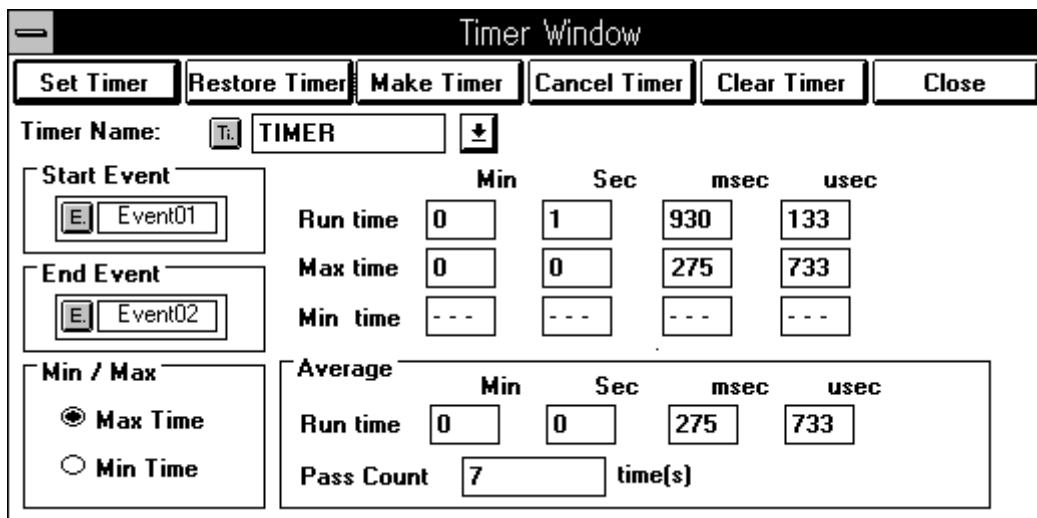 Timer Window
Set Timer Restore Timer Make Timer Cancel Timer Clear Timer Close
Timer Name: Ti. TIMER
Start Event
E. Event01
End Event
E. Event02
Min / Max
Max Time
Min Time
Min Sec msec usec
Run time 0 1 930 133
Max time 0 0 275 733
Min time --- --- --- ---
Average
Min Sec msec usec
Run time 0 0 275 733
Pass Count 7 time(s)